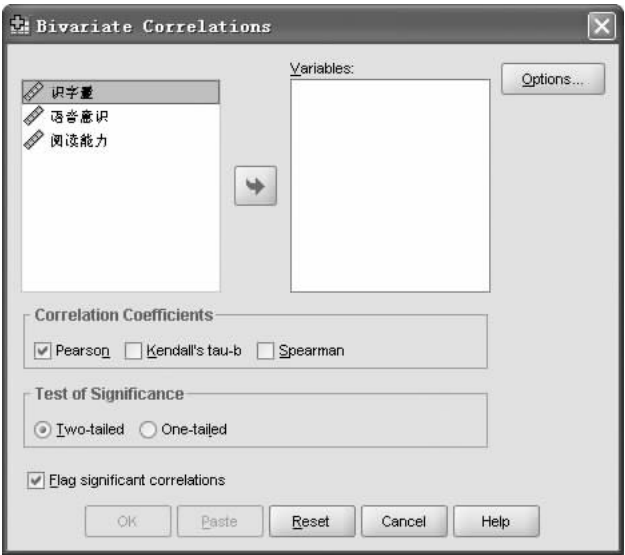 Bivariate Correlations
Variables:
Options...
识字量
语音意识
阅读能力
Correlation Coefficients
Pearson Kendall's tau-b Spearman
Test of Significance
Two-tailed One-tailed
Flag significant correlations
OK Paste Reset Cancel Help